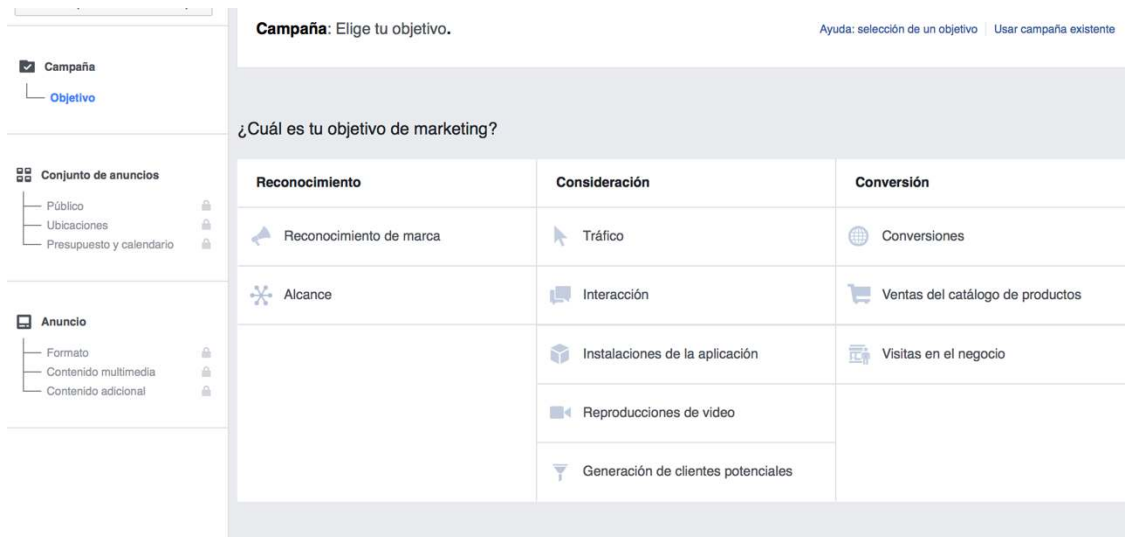 Campaña: Elige tu objetivo.
Ayuda: selección de un objetivo
Usar campaña existente
Campaña
Objetivo
Conjunto de anuncios
Público
Ubicaciones
Presupuesto y calendario
Anuncio
Formato
Contenido multimedia
Contenido adicional
¿Cuál es tu objetivo de marketing?
Reconocimiento
Reconocimiento de marca
Alcance
Consideración
Tráfico
Interacción
Instalaciones de la aplicación
Reproducciones de video
Generación de clientes potenciales
Conversión
Conversiones
Ventas del catálogo de productos
Visitas en el negocio